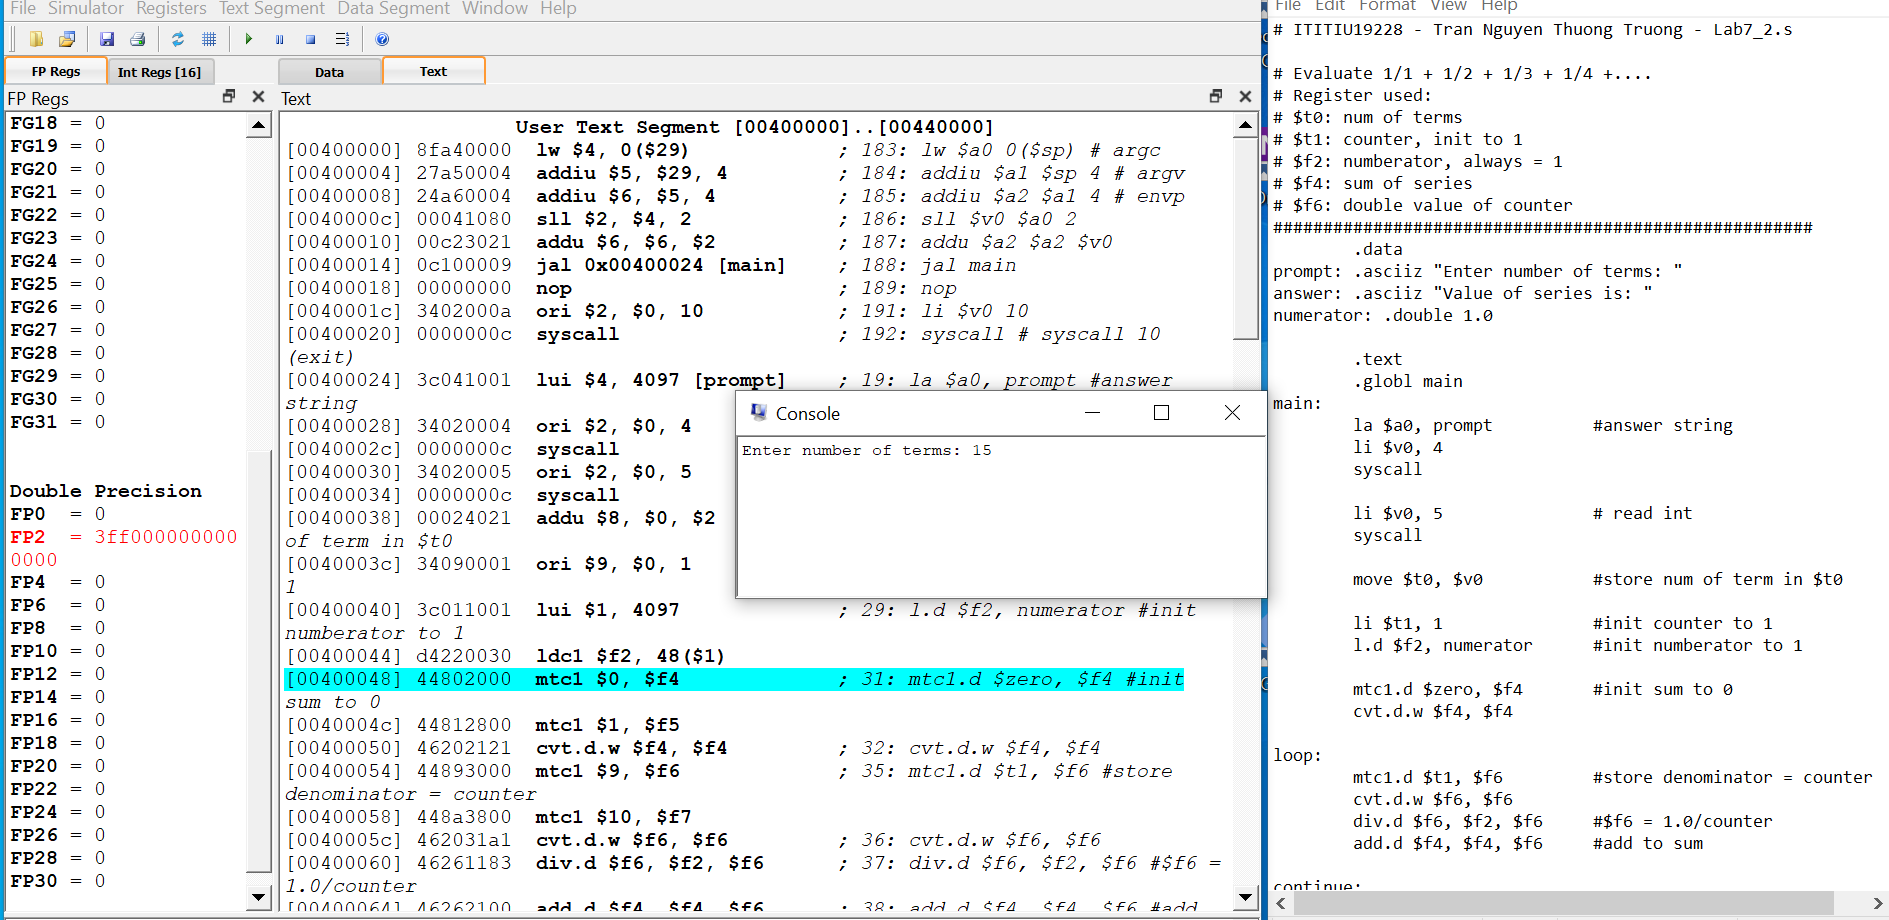 File Simulator Registers Text Segment Data Segment Window Help
FP Regs Int Regs [16]
FP Regs
FG18 = 0
FG19 = 0
FG20 = 0
FG21 = 0
FG22 = 0
FG23 = 0
FG24 = 0
FG25 = 0
FG26 = 0
FG27 = 0
FG28 = 0
FG29 = 0
FG30 = 0
FG31 = 0
Double Precision
FP0 = 0
FP2 = 3ff000000000
0000
FP4 = 0
FP6 = 0
FP8 = 0
FP10 = 0
FP12 = 0
FP14 = 0
FP16 = 0
FP18 = 0
FP20 = 0
FP22 = 0
FP24 = 0
FP26 = 0
FP28 = 0
FP30 = 0
Data Text
Text
User Text Segment [00400000]..[00440000]
[00400000] 8fa40000 lw $4, 0($29) ; 183: lw $a0 0($sp) # argc
[00400004] 27a50004 addiu $5, $29, 4 ; 184: addiu $a1 $sp 4 # argv
[00400008] 24a60004 addiu $6, $5, 4 ; 185: addiu $a2 $a1 4 # envp
[0040000c] 00041080 sll $2, $4, 2 ; 186: sll $v0 $a0 2
[00400010] 00c23021 addu $6, $6, $2 ; 187: addu $a2 $a2 $v0
[00400014] 0c100009 jal 0x00400024 [main] ; 188: jal main
[00400018] 00000000 nop ; 189: nop
[0040001c] 3402000a ori $2, $0, 10 ; 191: li $v0 10
[00400020] 0000000c syscall ; 192: syscall # syscall 10
(exit)
[00400024] 3c041001 lui $4, 4097 [prompt] ; 19: la $a0, prompt #answer
string
[00400028] 34020004 ori $2, $0, 4
[0040002c] 0000000c syscall
[00400030] 34020005 ori $2, $0, 5
[00400034] 0000000c syscall
[00400038] 00024021 addu $8, $0, $2
of term in $t0
[0040003c] 34090001 ori $9, $0, 1
1
[00400040] 3c011001 lui $1, 4097 ; 29: l.d $f2, numerator #init
numberator to 1
[00400044] d4220030 ldc1 $f2, 48($1)
[00400048] 44802000 mtc1 $0, $f4 ; 31: mtc1.d $zero, $f4 #init
sum to 0
[0040004c] 44812800 mtc1 $1, $f5
[00400050] 46202121 cvt.d.w $f4, $f4 ; 32: cvt.d.w $f4, $f4
[00400054] 44893000 mtc1 $9, $f6 ; 35: mtc1.d $t1, $f6 #store
denominator = counter
[00400058] 448a3800 mtc1 $10, $f7
[0040005c] 462031a1 cvt.d.w $f6, $f6 ; 36: cvt.d.w $f6, $f6
[00400060] 46261183 div.d $f6, $f2, $f6 ; 37: div.d $f6, $f2, $f6 #$f6 =
1.0/counter
[00400064] 46262100 add.d $f4, $f4, $f6 ; 38: add.d $f4, $f4, $f6 #add
Console
Enter number of terms: 15
File Edit Format View Help
# ITITIU19228 - Tran Nguyen Thuong Truong - Lab7_2.s
# Evaluate 1/1 + 1/2 + 1/3 + 1/4 +....
# Register used:
# $t0: num of terms
# $t1: counter, init to 1
# $f2: numberator, always = 1
# $f4: sum of series
# $f6: double value of counter
######################################################
.data
prompt: .asciiz "Enter number of terms: "
answer: .asciiz "Value of series is: "
numerator: .double 1.0
.text
.globl main
main:
la $a0, prompt #answer string
li $v0, 4
syscall
li $v0, 5 # read int
syscall
move $t0, $v0 #store num of term in $t0
li $t1, 1 #init counter to 1
l.d $f2, numerator #init numberator to 1
mtc1.d $zero, $f4 #init sum to 0
cvt.d.w $f4, $f4
loop:
mtc1.d $t1, $f6 #store denominator = counter
cvt.d.w $f6, $f6
div.d $f6, $f2, $f6 #$f6 = 1.0/counter
add.d $f4, $f4, $f6 #add to sum
continue: